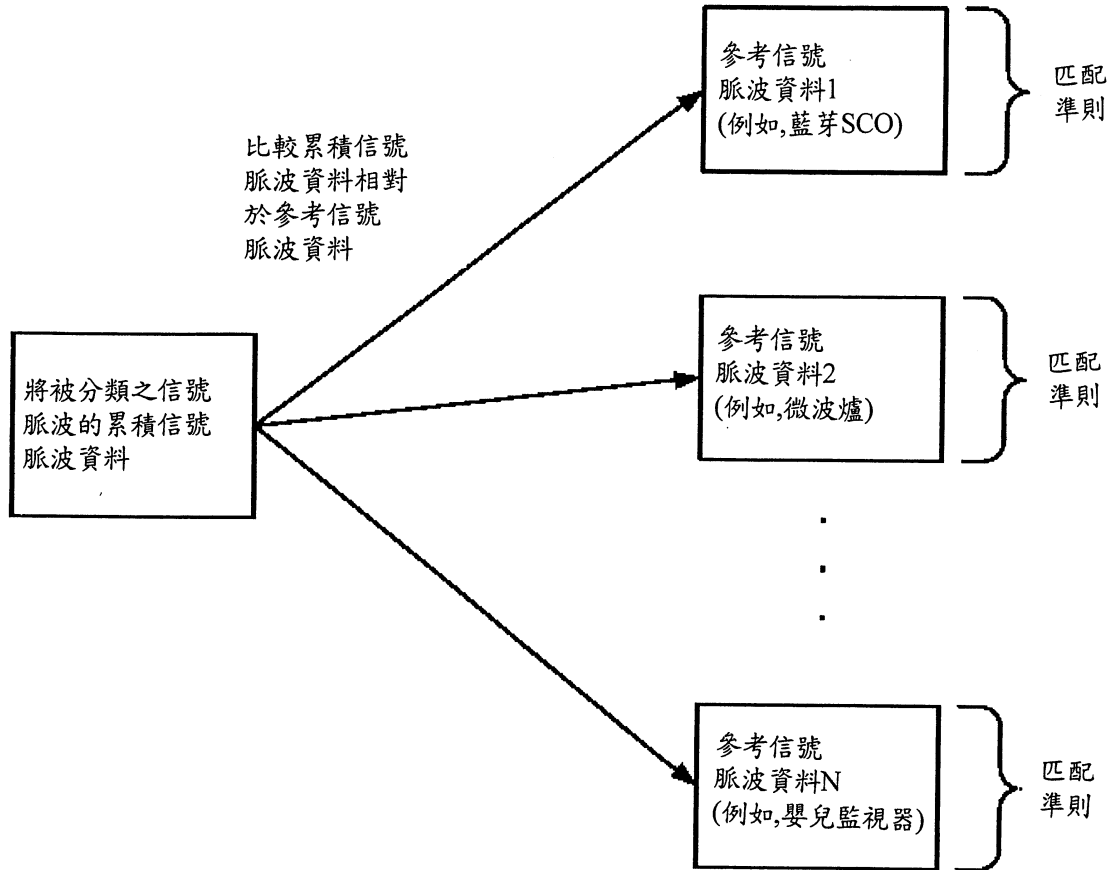 比較累積信號
脈波資料相對
於參考信號
脈波資料
將被分類之信號
脈波的累積信號
脈波資料
參考信號
脈波資料1
(例如,藍芽SCO)
匹配
準則
參考信號
脈波資料2
(例如,微波爐)
匹配
準則
參考信號
脈波資料N
(例如,嬰兒監視器)
匹配
準則